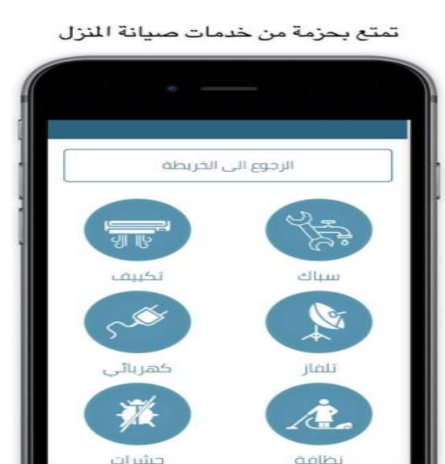 تمتع بحزمة من خدمات صيانة المنزل
الرجوع الى الخريطة
سباك
تكييف
تلفاز
كهربائي
نظافة
حشرات